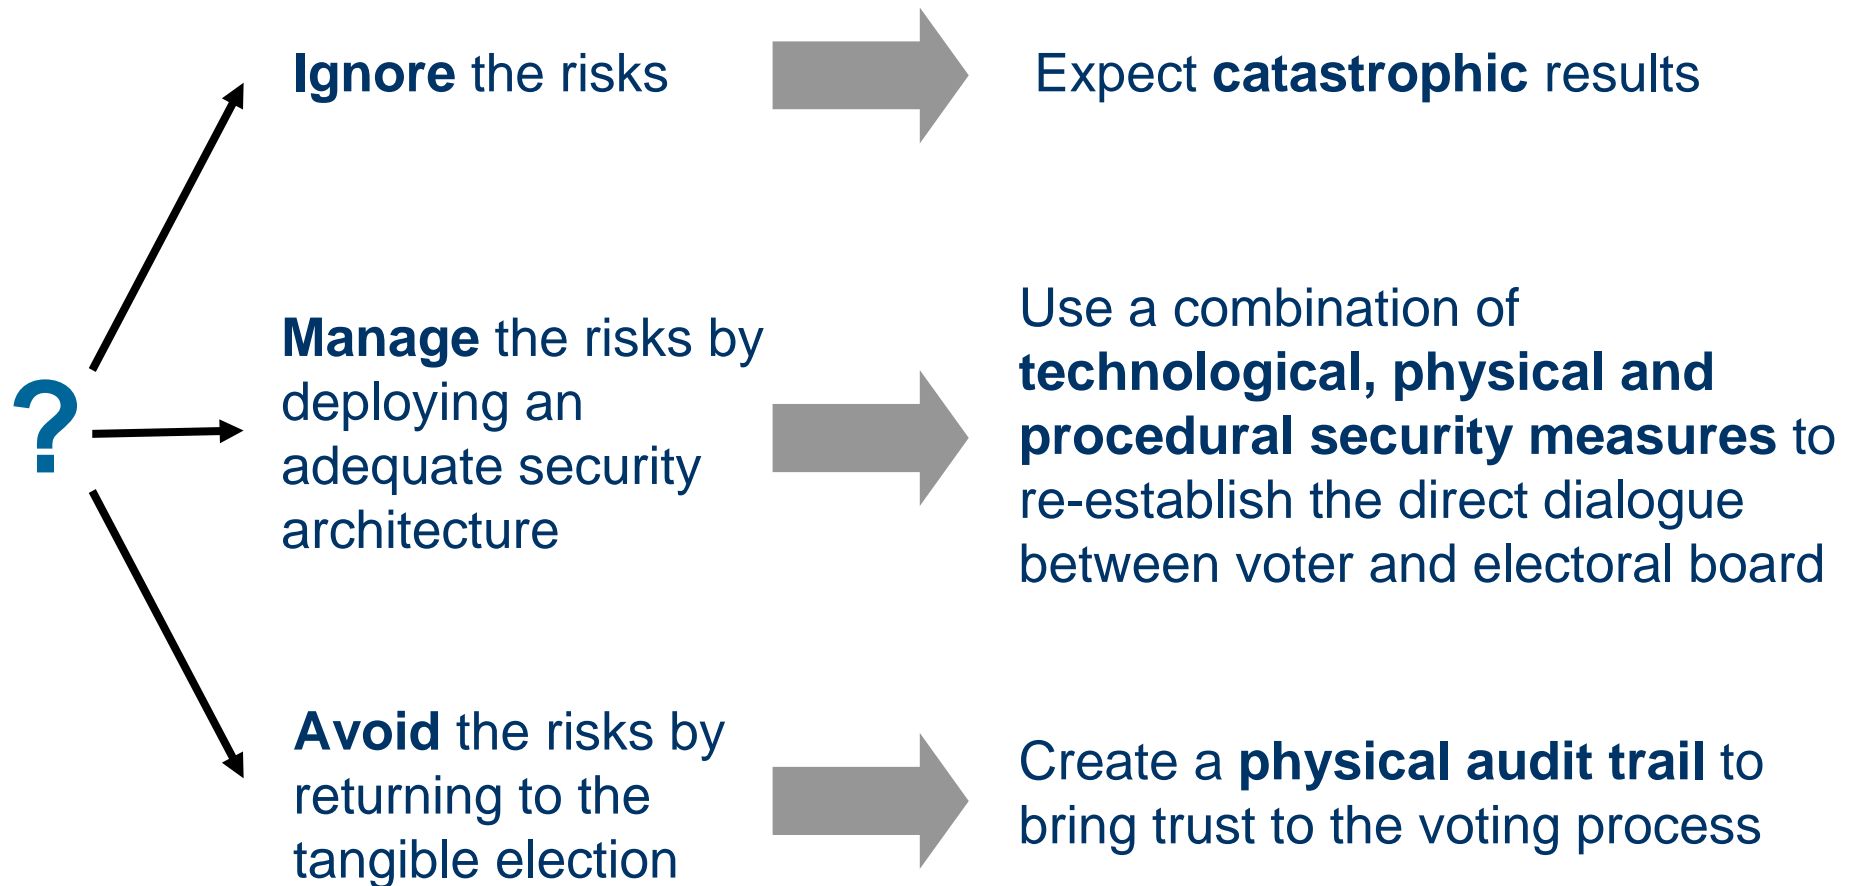 Ignore the risks
Expect catastrophic results
?
Manage the risks by
deploying an
adequate security
architecture
Use a combination of
technological, physical and
procedural security measures to
re-establish the direct dialogue
between voter and electoral board
Avoid the risks by
returning to the
tangible election
Create a physical audit trail to
bring trust to the voting process